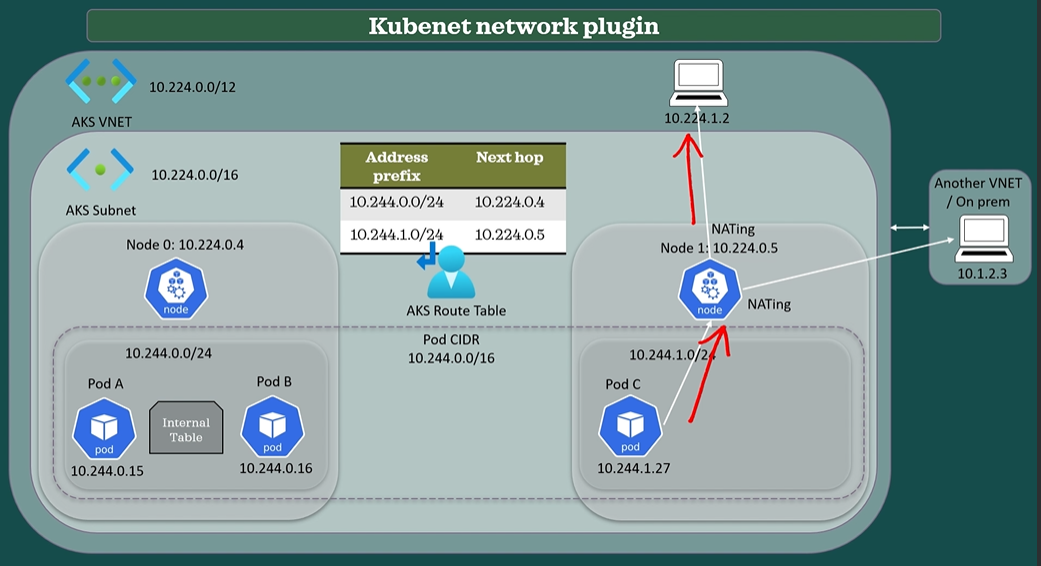 Kubenet network plugin
10.224.0.0/12
AKS VNET
10.224.1.2
10.224.0.0/16
AKS Subnet
Address prefix Next hop
10.244.0.0/24 10.224.0.4
10.244.1.0/24 10.224.0.5
AKS Route Table
Another VNET
/ On prem
10.1.2.3
Node 0: 10.224.0.4
node
NATing
Node 1: 10.224.0.5
node
NATing
Pod CIDR
10.244.0.0/16
10.244.0.0/24
Pod A
pod
10.244.0.15
Internal
Table
Pod B
pod
10.244.0.16
10.244.1.0/24
Pod C
pod
10.244.1.27